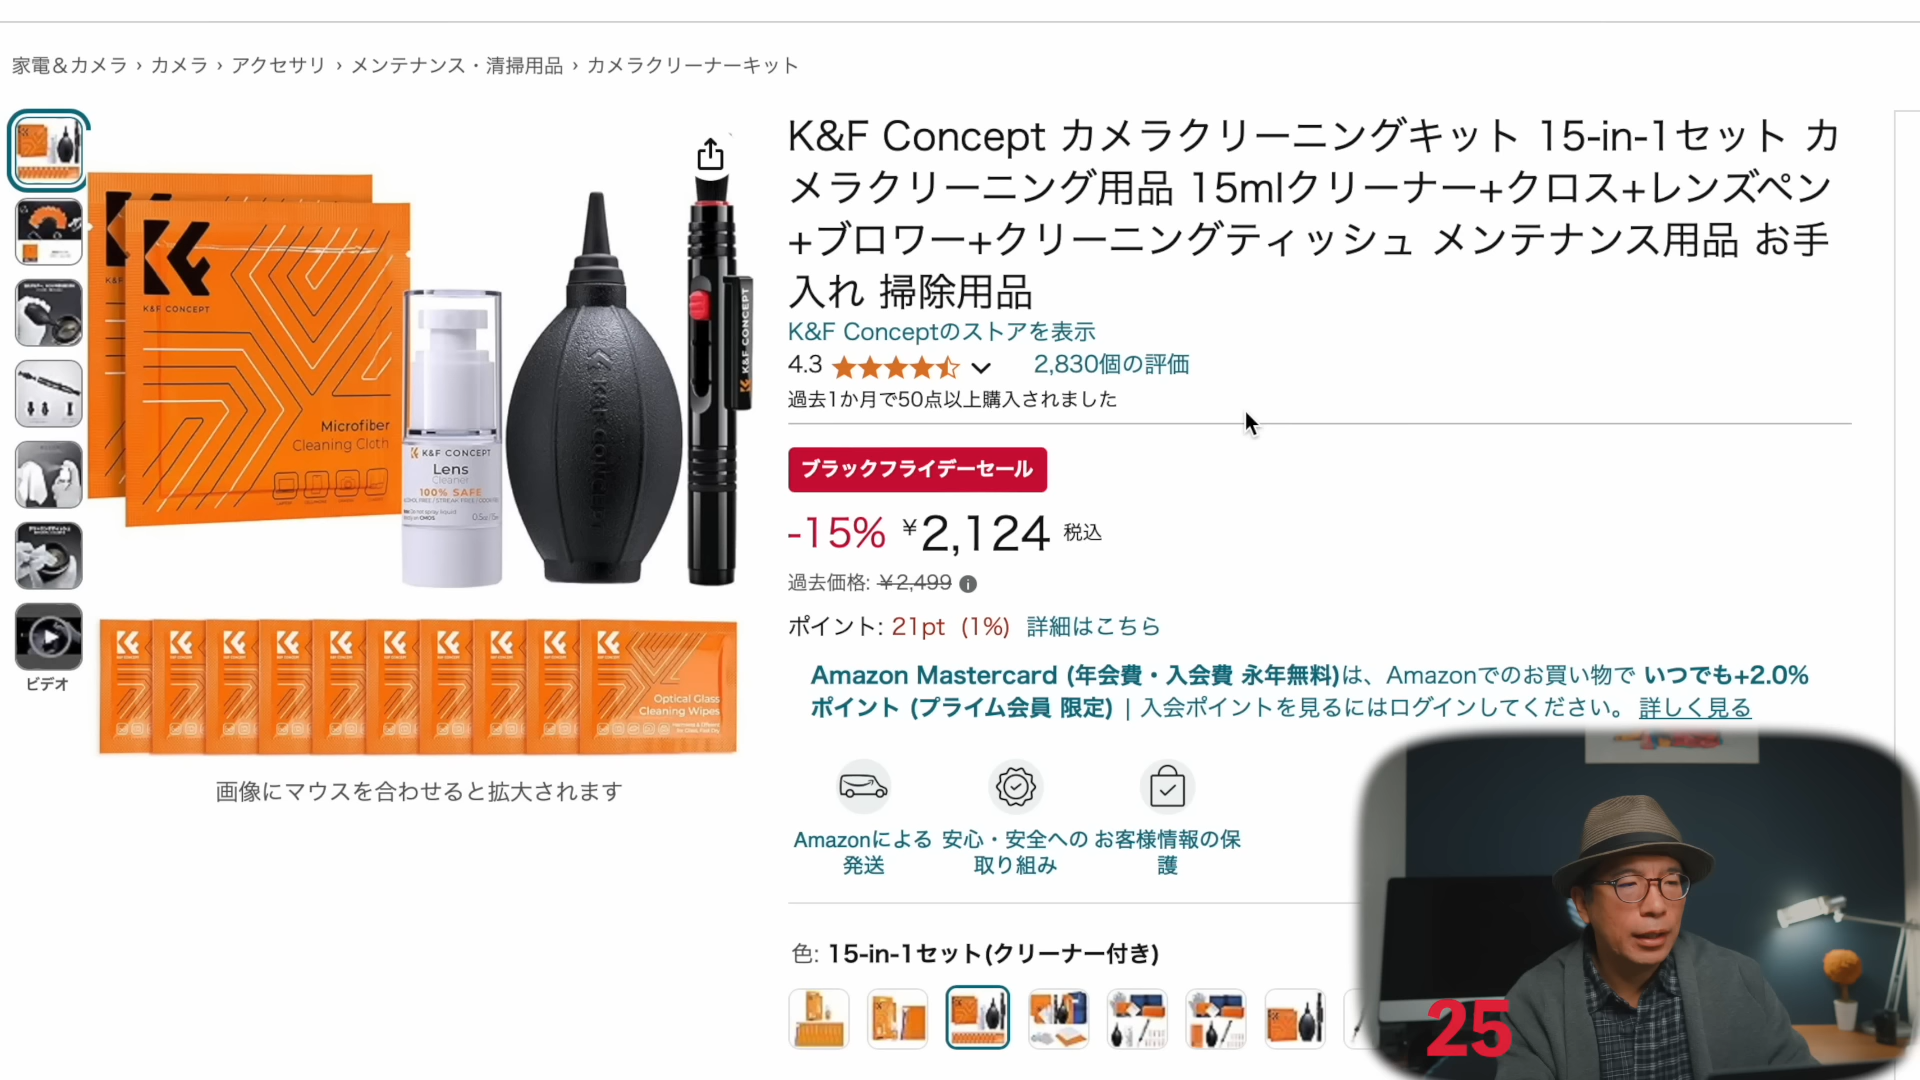 家電＆カメラ › カメラ › アクセサリ › メンテナンス・清掃用品 › カメラクリーナーキット
K&F Concept カメラクリーニングキット 15-in-1セット カ
メラクリーニング用品 15mlクリーナー+クロス+レンズペン
+ブロワー+クリーニングティッシュ メンテナンス用品 お手
入れ 掃除用品
K&F Conceptのストアを表示
4.3 2,830個の評価
過去1か月で50点以上購入されました
ブラックフライデーセール
-15% ￥2,124 税込
過去価格: ￥2,499
ポイント: 21pt (1%) 詳細はこちら
Amazon Mastercard (年会費・入会費 永年無料)は、Amazonでのお買い物で いつでも+2.0%
ポイント (プライム会員 限定) | 入会ポイントを見るにはログインしてください。 詳しく見る
Amazonによる
発送
安心・安全への
取り組み
お客様情報の保
護
色: 15-in-1セット(クリーナー付き)
ビデオ
画像にマウスを合わせると拡大されます
K&F CONCEPT
Microfiber
Cleaning Cloth
K&F CONCEPT
Lens
Cleaner
100% SAFE
K&F CONCEPT
K&F CONCEPT
Optical Glass
Cleaning Wipes
25